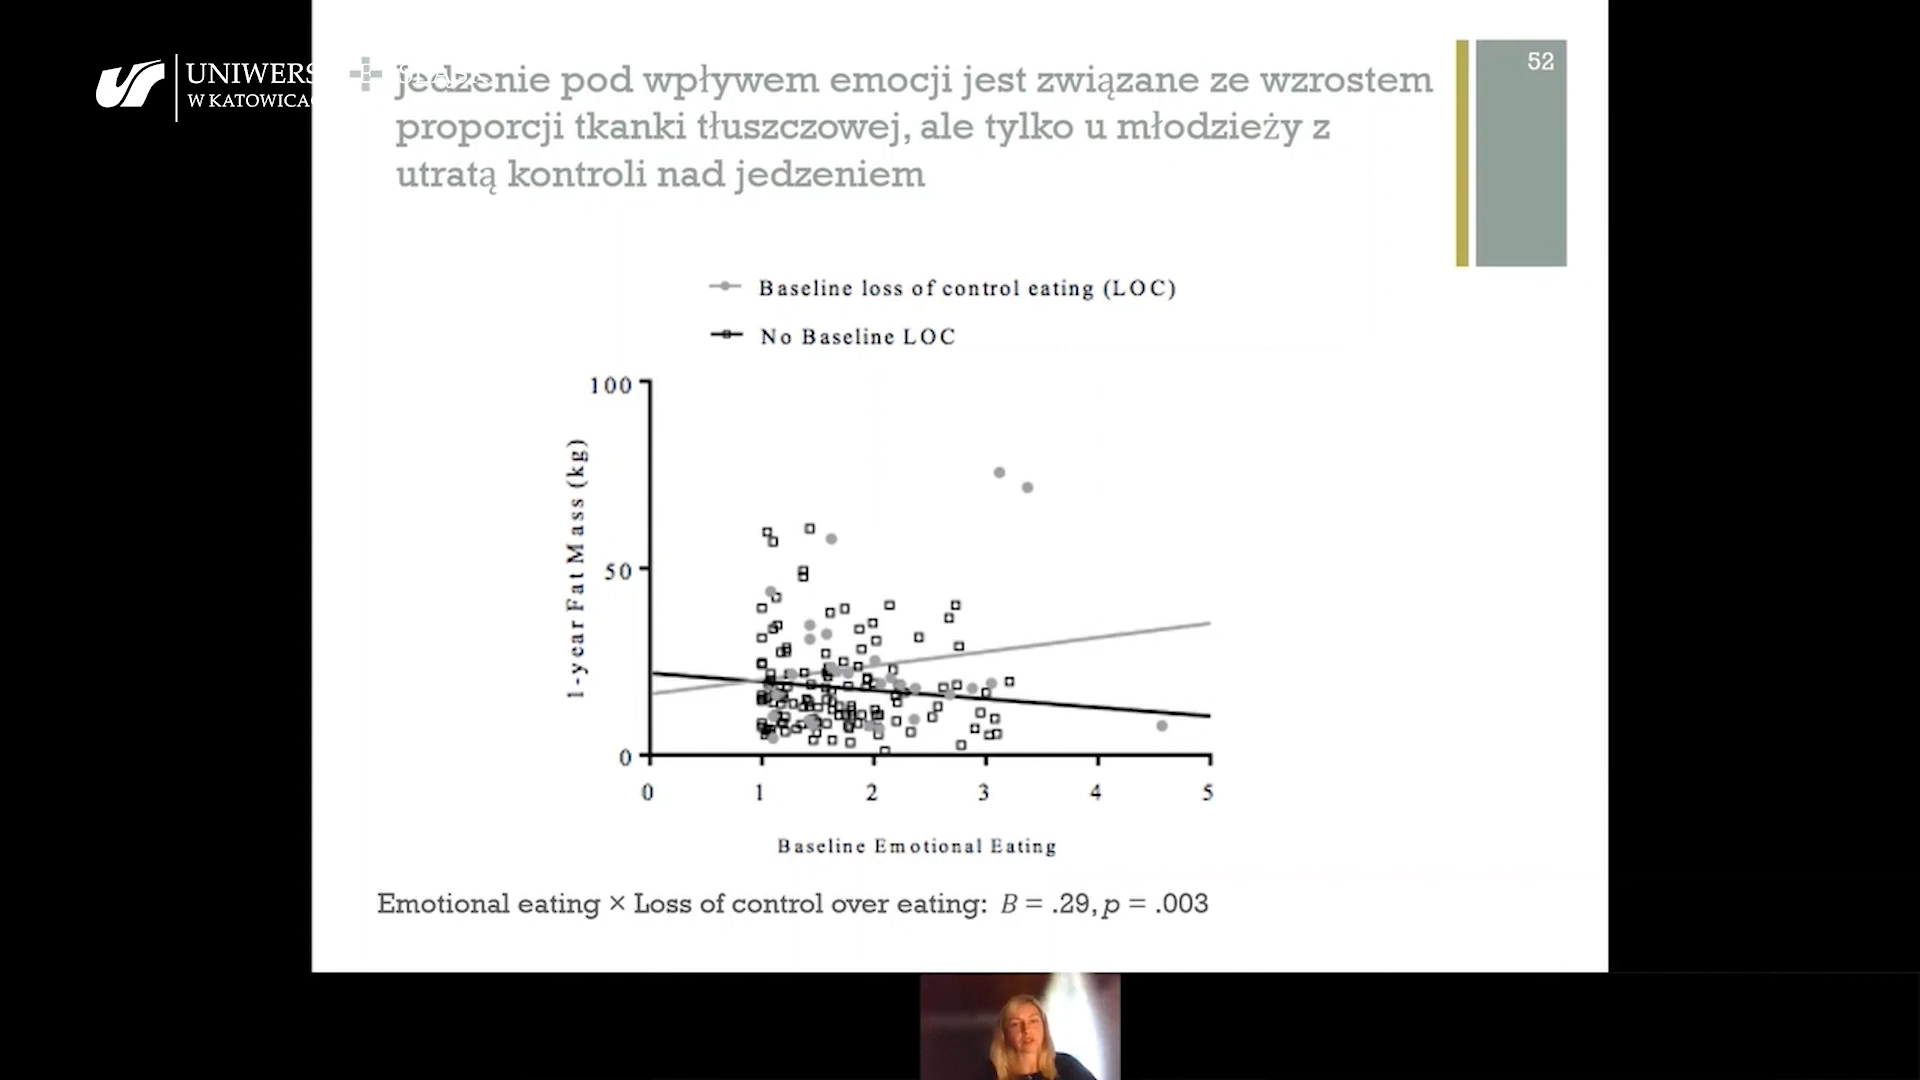 UNIWERS
W KATOWICA
52
jedzenie pod wpływem emocji jest związane ze wzrostem
proporcji tkanki tłuszczowej, ale tylko u młodzieży z
utratą kontroli nad jedzeniem
Baseline loss of control eating (LOC)
No Baseline LOC
1-year Fat Mass (kg)
100
50
0
0 1 2 3 4 5
Baseline Emotional Eating
Emotional eating × Loss of control over eating: B = .29, p = .003